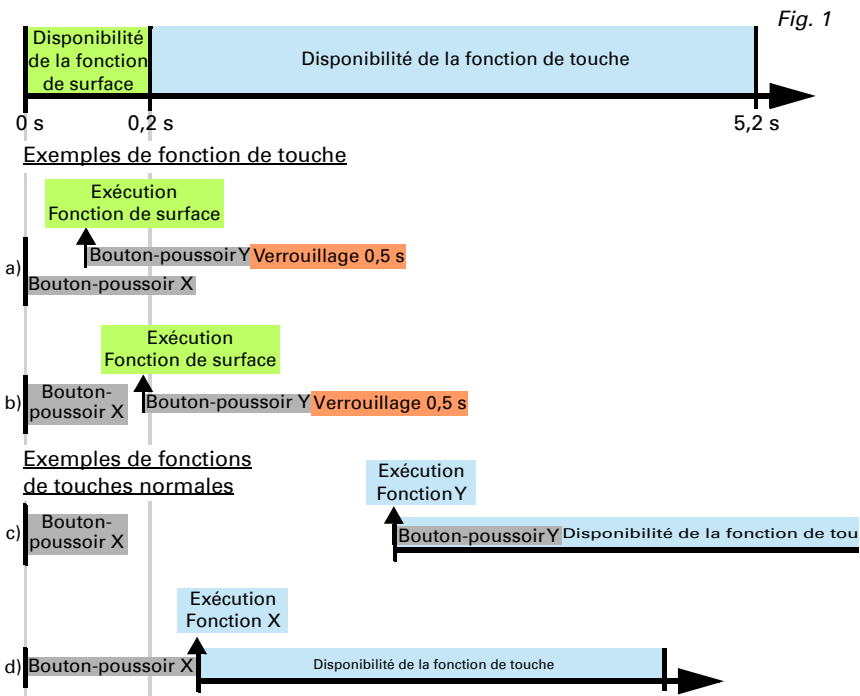 Fig. 1
Disponibilité
de la fonction
de surface
Disponibilité de la fonction de touche
0 s
0,2 s
5,2 s
Exemples de fonction de touche
Exécution
Fonction de surface
a)
Bouton-poussoir Y
Verrouillage 0,5 s
Bouton-poussoir X
Exécution
Fonction de surface
b)
Bouton-
poussoir X
Bouton-poussoir Y
Verrouillage 0,5 s
Exemples de fonctions
de touches normales
Exécution
Fonction Y
c)
Bouton-
poussoir X
Bouton-poussoir Y
Disponibilité de la fonction de tou
Exécution
Fonction X
d)
Bouton-poussoir X
Disponibilité de la fonction de touche